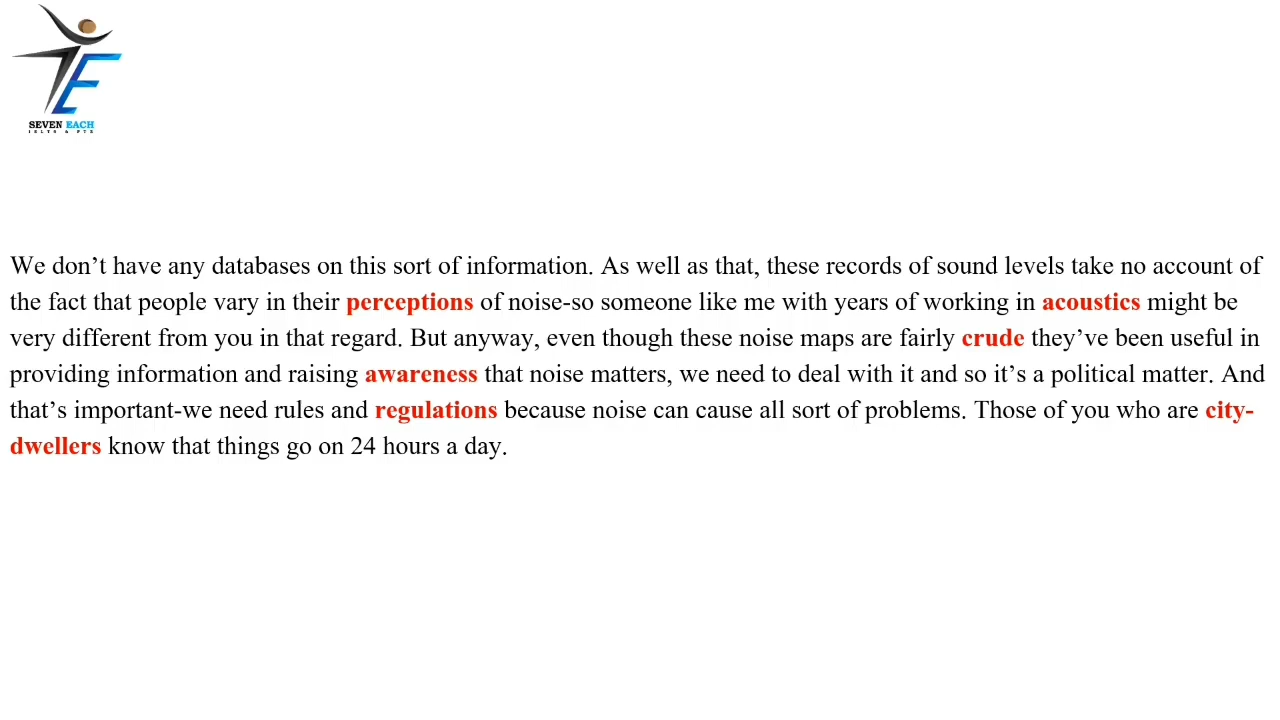 SEVEN EACH
IELTS & PTE
We don’t have any databases on this sort of information. As well as that, these records of sound levels take no account of
the fact that people vary in their perceptions of noise-so someone like me with years of working in acoustics might be
very different from you in that regard. But anyway, even though these noise maps are fairly crude they’ve been useful in
providing information and raising awareness that noise matters, we need to deal with it and so it’s a political matter. And
that’s important-we need rules and regulations because noise can cause all sort of problems. Those of you who are city-
dwellers know that things go on 24 hours a day.